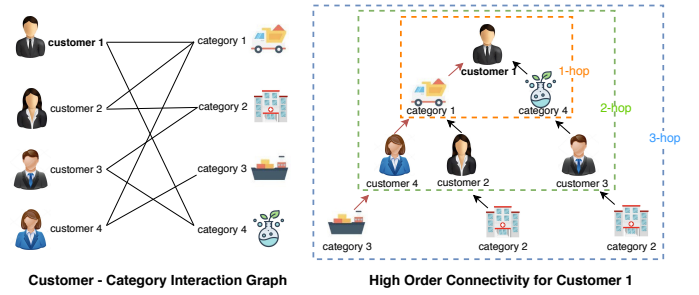 customer 1
customer 2
customer 3
customer 4
category 1
category 2
category 3
category 4
Customer - Category Interaction Graph
customer 1
1-hop
category 1
category 4
2-hop
3-hop
customer 4
customer 2
customer 3
category 3
category 2
category 2
High Order Connectivity for Customer 1